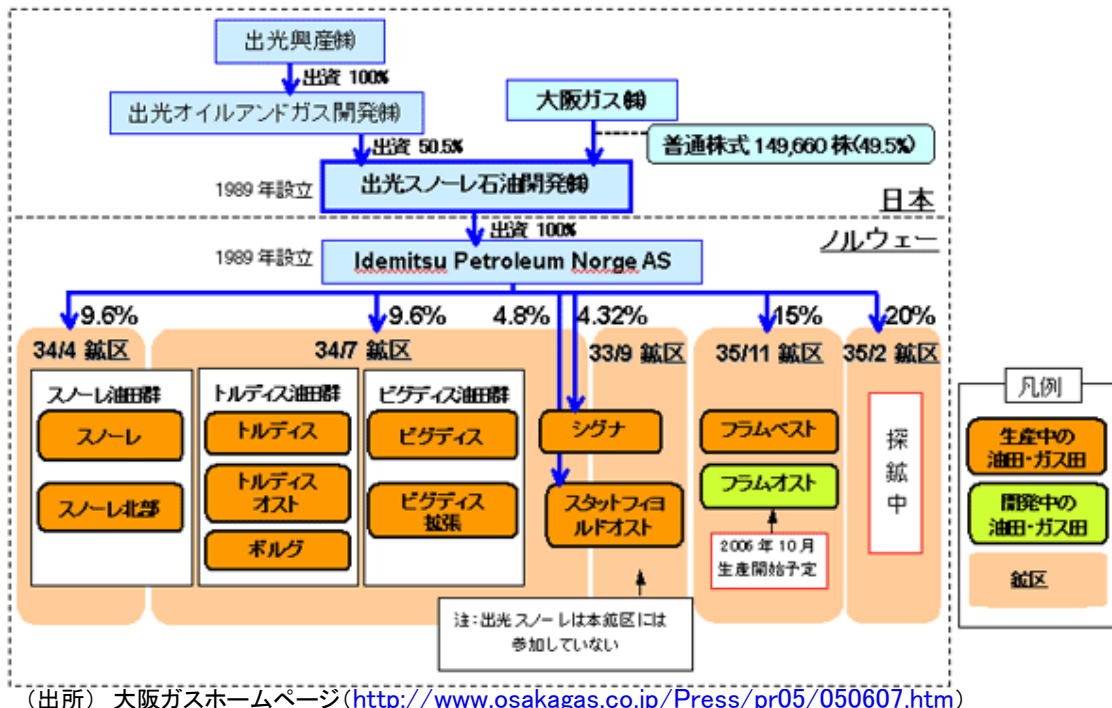 出光興産㈱
出資 100%
出光オイルアンドガス開発㈱
大阪ガス㈱
出資 50.5%
普通株式 149,660 株(49.5%)
1989 年設立
出光スノーレ石油開発㈱
日本
出資 100%
ノルウェー
1989 年設立
Idemitsu Petroleum Norge AS
9.6%
9.6%
4.8%
4.32%
15%
20%
34/4 鉱区
34/7 鉱区
33/9 鉱区
35/11 鉱区
35/2 鉱区
スノーレ油田群
トルディス油田群
ビグディス油田群
スノーレ
トルディス
ビグディス
シグナ
フラムベスト
スノーレ北部
トルディス
オスト
ビグディス
拡張
スタットフィヨ
ルドオスト
フラムオスト
ボルグ
探
鉱
中
2006 年 10 月
生産開始予定
注：出光スノーレは本鉱区には
参加していない
凡例
生産中の
油田・ガス田
開発中の
油田・ガス田
鉱区
（出所） 大阪ガスホームページ（http://www.osakagas.co.jp/Press/pr05/050607.htm）